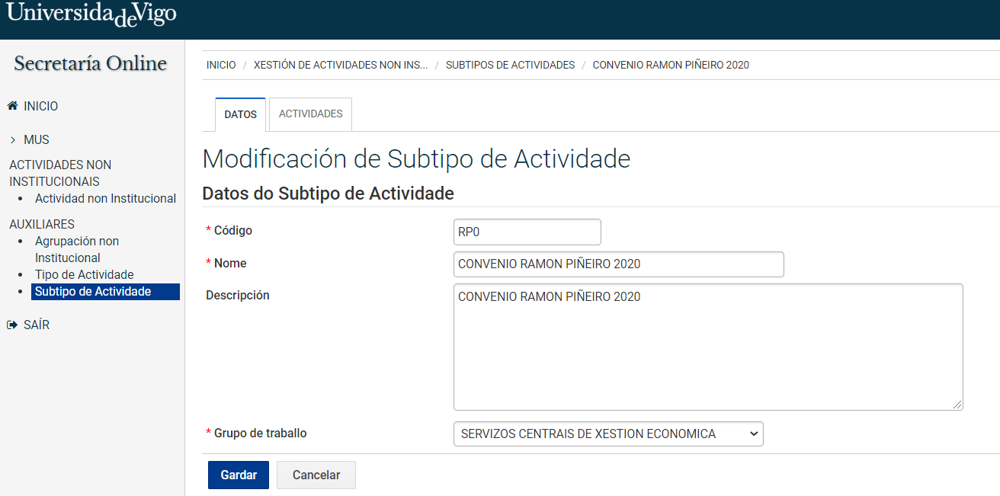 Universidade Vigo
Secretaría Online
INICIO
MUS
ACTIVIDADES NON
INSTITUCIONAIS
Actividad non Institucional
AUXILIARES
Agrupación non
Institucional
Tipo de Actividade
Subtipo de Actividade
SAÍR
INICIO / XESTIÓN DE ACTIVIDADES NON INS... / SUBTIPOS DE ACTIVIDADES / CONVENIO RAMON PIÑEIRO 2020
DATOS ACTIVIDADES
Modificación de Subtipo de Actividade
Datos do Subtipo de Actividade
* Código RP0
* Nome CONVENIO RAMON PIÑEIRO 2020
Descripción CONVENIO RAMON PIÑEIRO 2020
* Grupo de traballo SERVIZOS CENTRAIS DE XESTION ECONOMICA
Gardar Cancelar